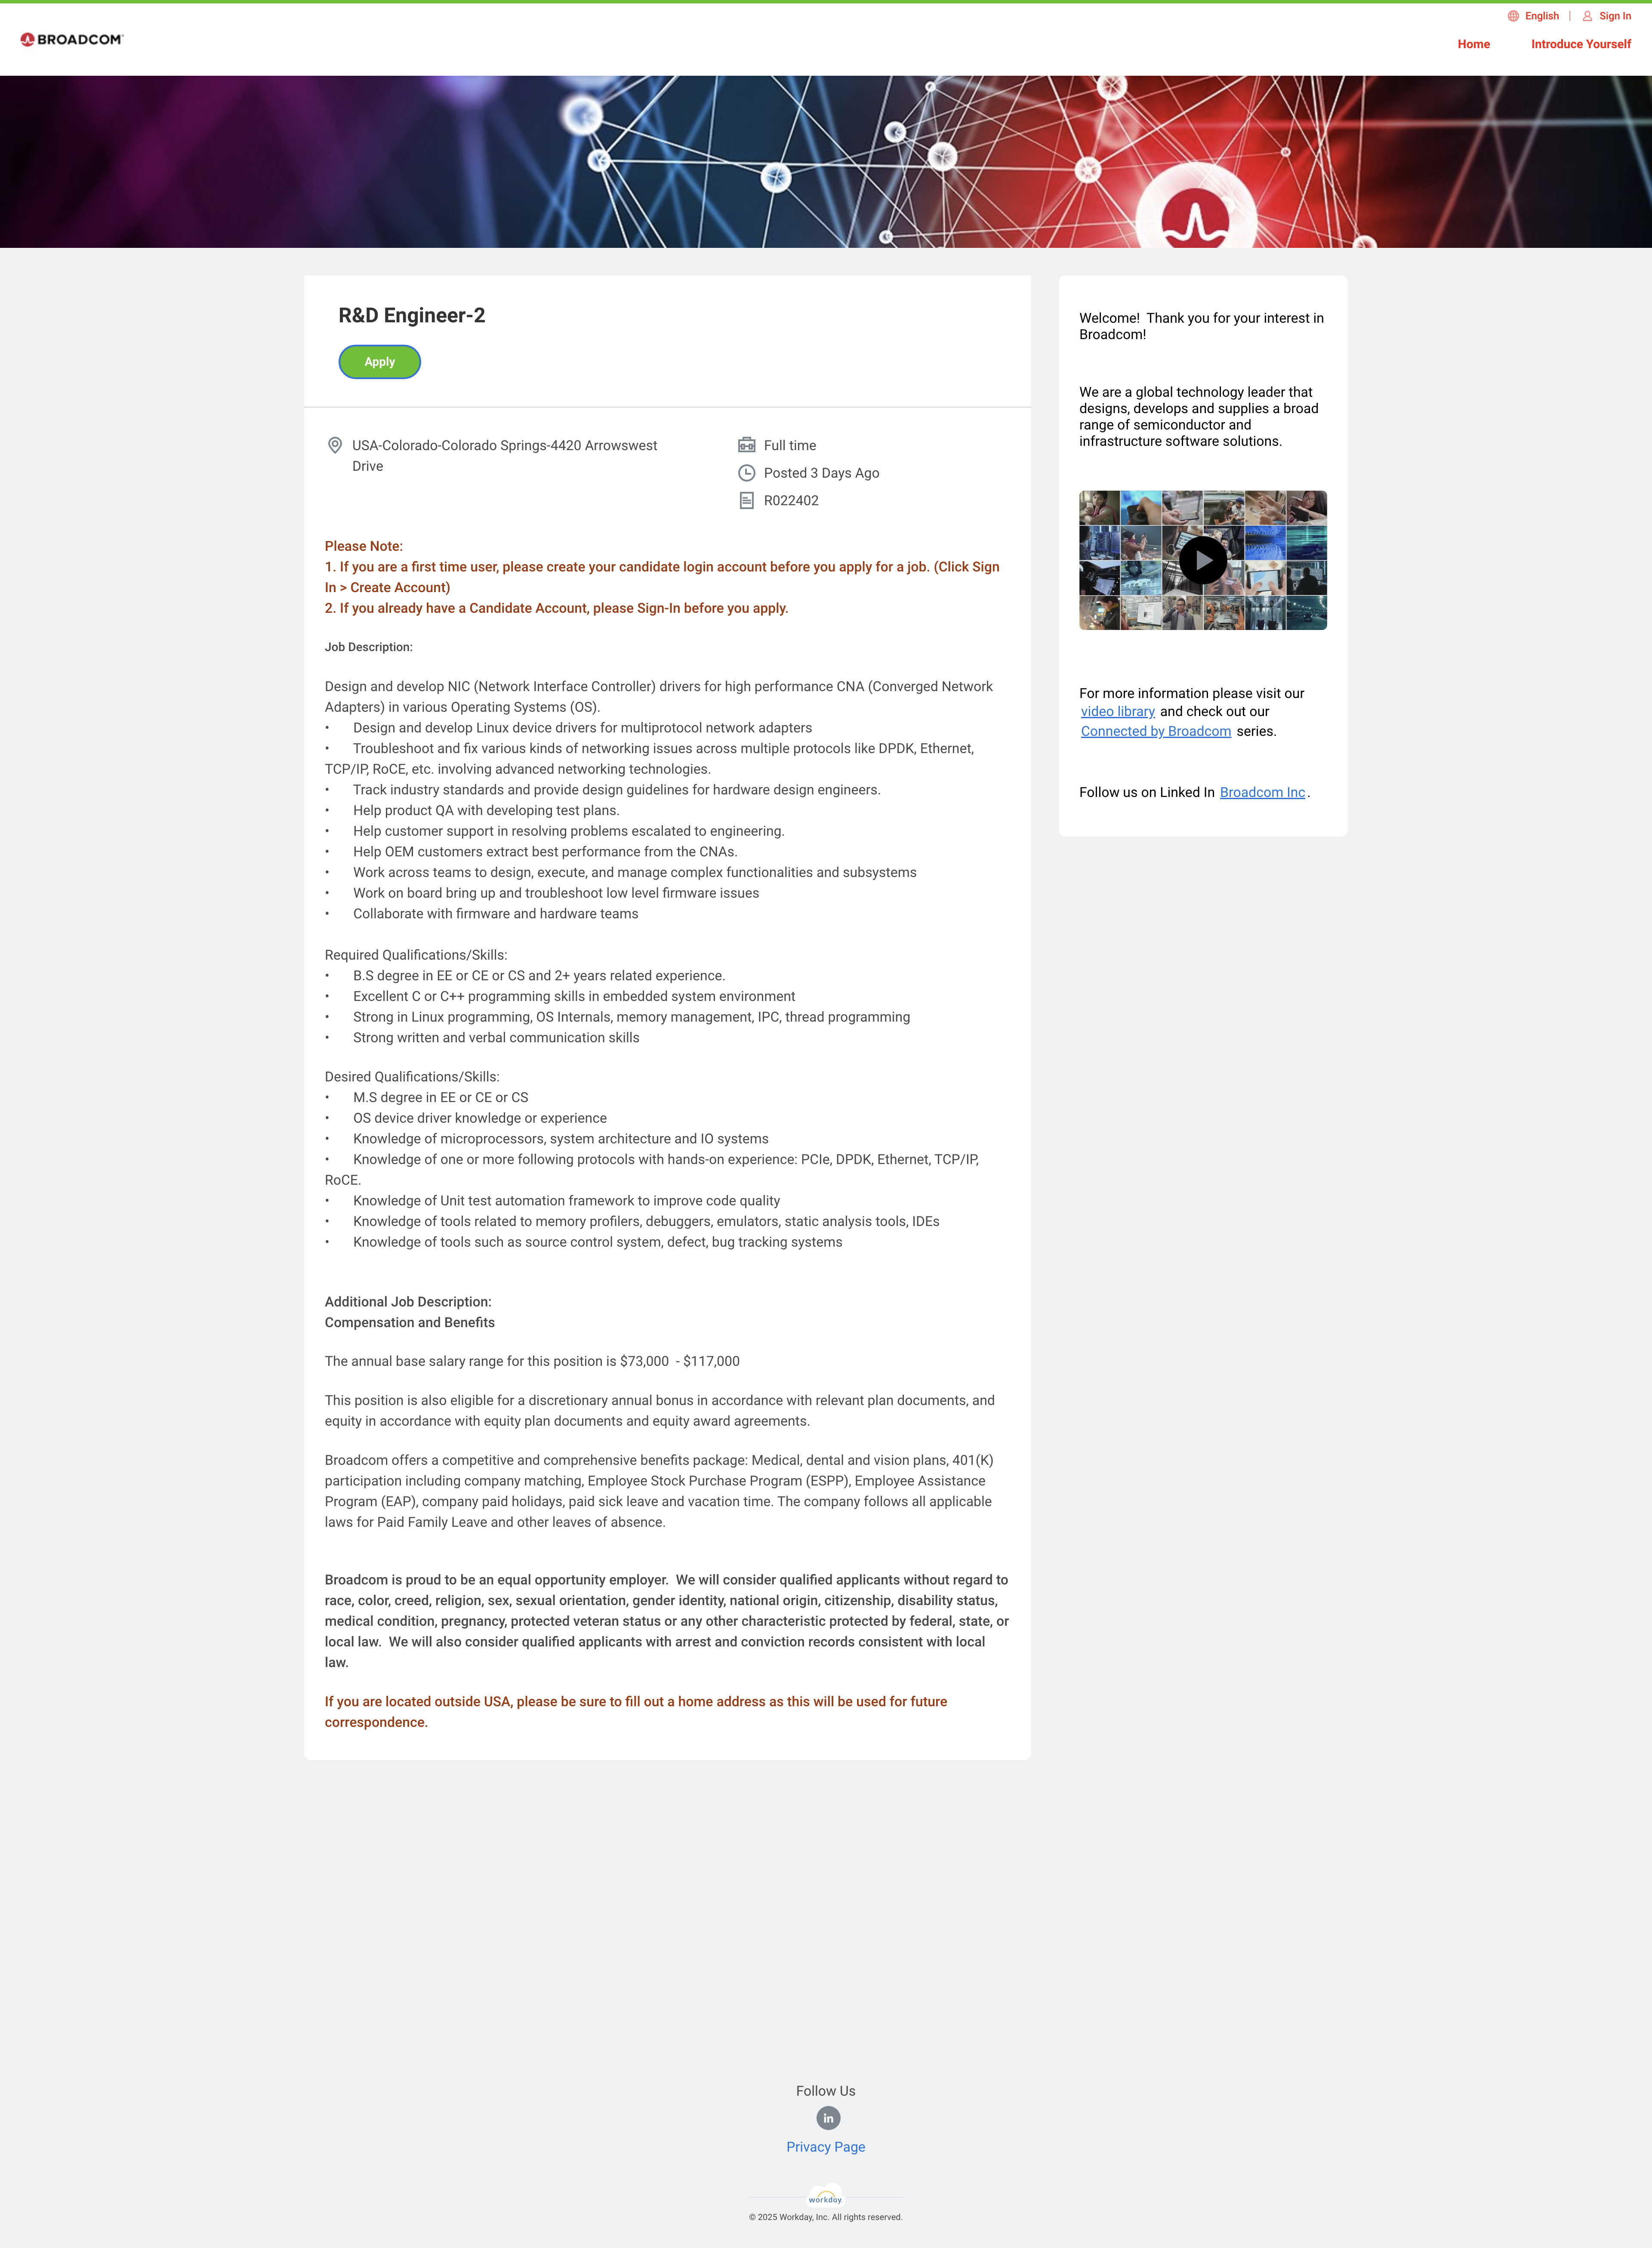 English | Sign In
BROADCOM
Home Introduce Yourself
R&D Engineer-2
Apply
USA-Colorado-Colorado Springs-4420 Arrowswest
Drive
Full time
Posted 3 Days Ago
R022402
Please Note:
1. If you are a first time user, please create your candidate login account before you apply for a job. (Click Sign
In > Create Account)
2. If you already have a Candidate Account, please Sign-In before you apply.
Job Description:
Design and develop NIC (Network Interface Controller) drivers for high performance CNA (Converged Network
Adapters) in various Operating Systems (OS).
• Design and develop Linux device drivers for multiprotocol network adapters
• Troubleshoot and fix various kinds of networking issues across multiple protocols like DPDK, Ethernet,
TCP/IP, RoCE, etc. involving advanced networking technologies.
• Track industry standards and provide design guidelines for hardware design engineers.
• Help product QA with developing test plans.
• Help customer support in resolving problems escalated to engineering.
• Help OEM customers extract best performance from the CNAs.
• Work across teams to design, execute, and manage complex functionalities and subsystems
• Work on board bring up and troubleshoot low level firmware issues
• Collaborate with firmware and hardware teams
Required Qualifications/Skills:
• B.S degree in EE or CE or CS and 2+ years related experience.
• Excellent C or C++ programming skills in embedded system environment
• Strong in Linux programming, OS Internals, memory management, IPC, thread programming
• Strong written and verbal communication skills
Desired Qualifications/Skills:
• M.S degree in EE or CE or CS
• OS device driver knowledge or experience
• Knowledge of microprocessors, system architecture and IO systems
• Knowledge of one or more following protocols with hands-on experience: PCIe, DPDK, Ethernet, TCP/IP,
RoCE.
• Knowledge of Unit test automation framework to improve code quality
• Knowledge of tools related to memory profilers, debuggers, emulators, static analysis tools, IDEs
• Knowledge of tools such as source control system, defect, bug tracking systems
Additional Job Description:
Compensation and Benefits
The annual base salary range for this position is $73,000  - $117,000
This position is also eligible for a discretionary annual bonus in accordance with relevant plan documents, and
equity in accordance with equity plan documents and equity award agreements.
Broadcom offers a competitive and comprehensive benefits package: Medical, dental and vision plans, 401(K)
participation including company matching, Employee Stock Purchase Program (ESPP), Employee Assistance
Program (EAP), company paid holidays, paid sick leave and vacation time. The company follows all applicable
laws for Paid Family Leave and other leaves of absence.
Broadcom is proud to be an equal opportunity employer.  We will consider qualified applicants without regard to
race, color, creed, religion, sex, sexual orientation, gender identity, national origin, citizenship, disability status,
medical condition, pregnancy, protected veteran status or any other characteristic protected by federal, state, or
local law.  We will also consider qualified applicants with arrest and conviction records consistent with local
law.
If you are located outside USA, please be sure to fill out a home address as this will be used for future
correspondence.
Welcome!  Thank you for your interest in
Broadcom!
We are a global technology leader that
designs, develops and supplies a broad
range of semiconductor and
infrastructure software solutions.
For more information please visit our
video library and check out our
Connected by Broadcom series.
Follow us on Linked In Broadcom Inc.
Follow Us
in
Privacy Page
workday
© 2025 Workday, Inc. All rights reserved.